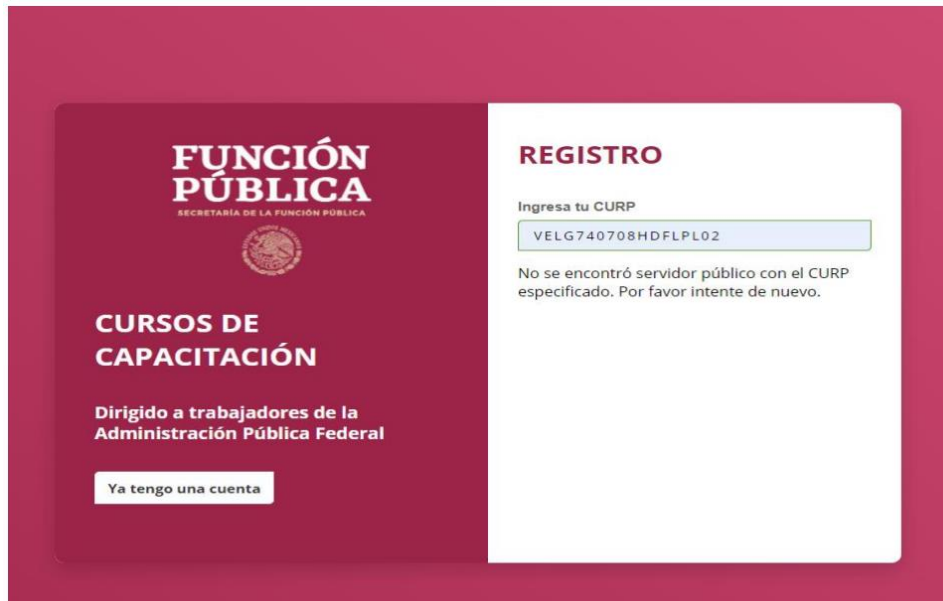 FUNCIÓN
PÚBLICA
SECRETARÍA DE LA FUNCIÓN PÚBLICA
CURSOS DE
CAPACITACIÓN
Dirigido a trabajadores de la
Administración Pública Federal
Ya tengo una cuenta
REGISTRO
Ingresa tu CURP
VELG740708HDFLPL02
No se encontró servidor público con el CURP
especificado. Por favor intente de nuevo.